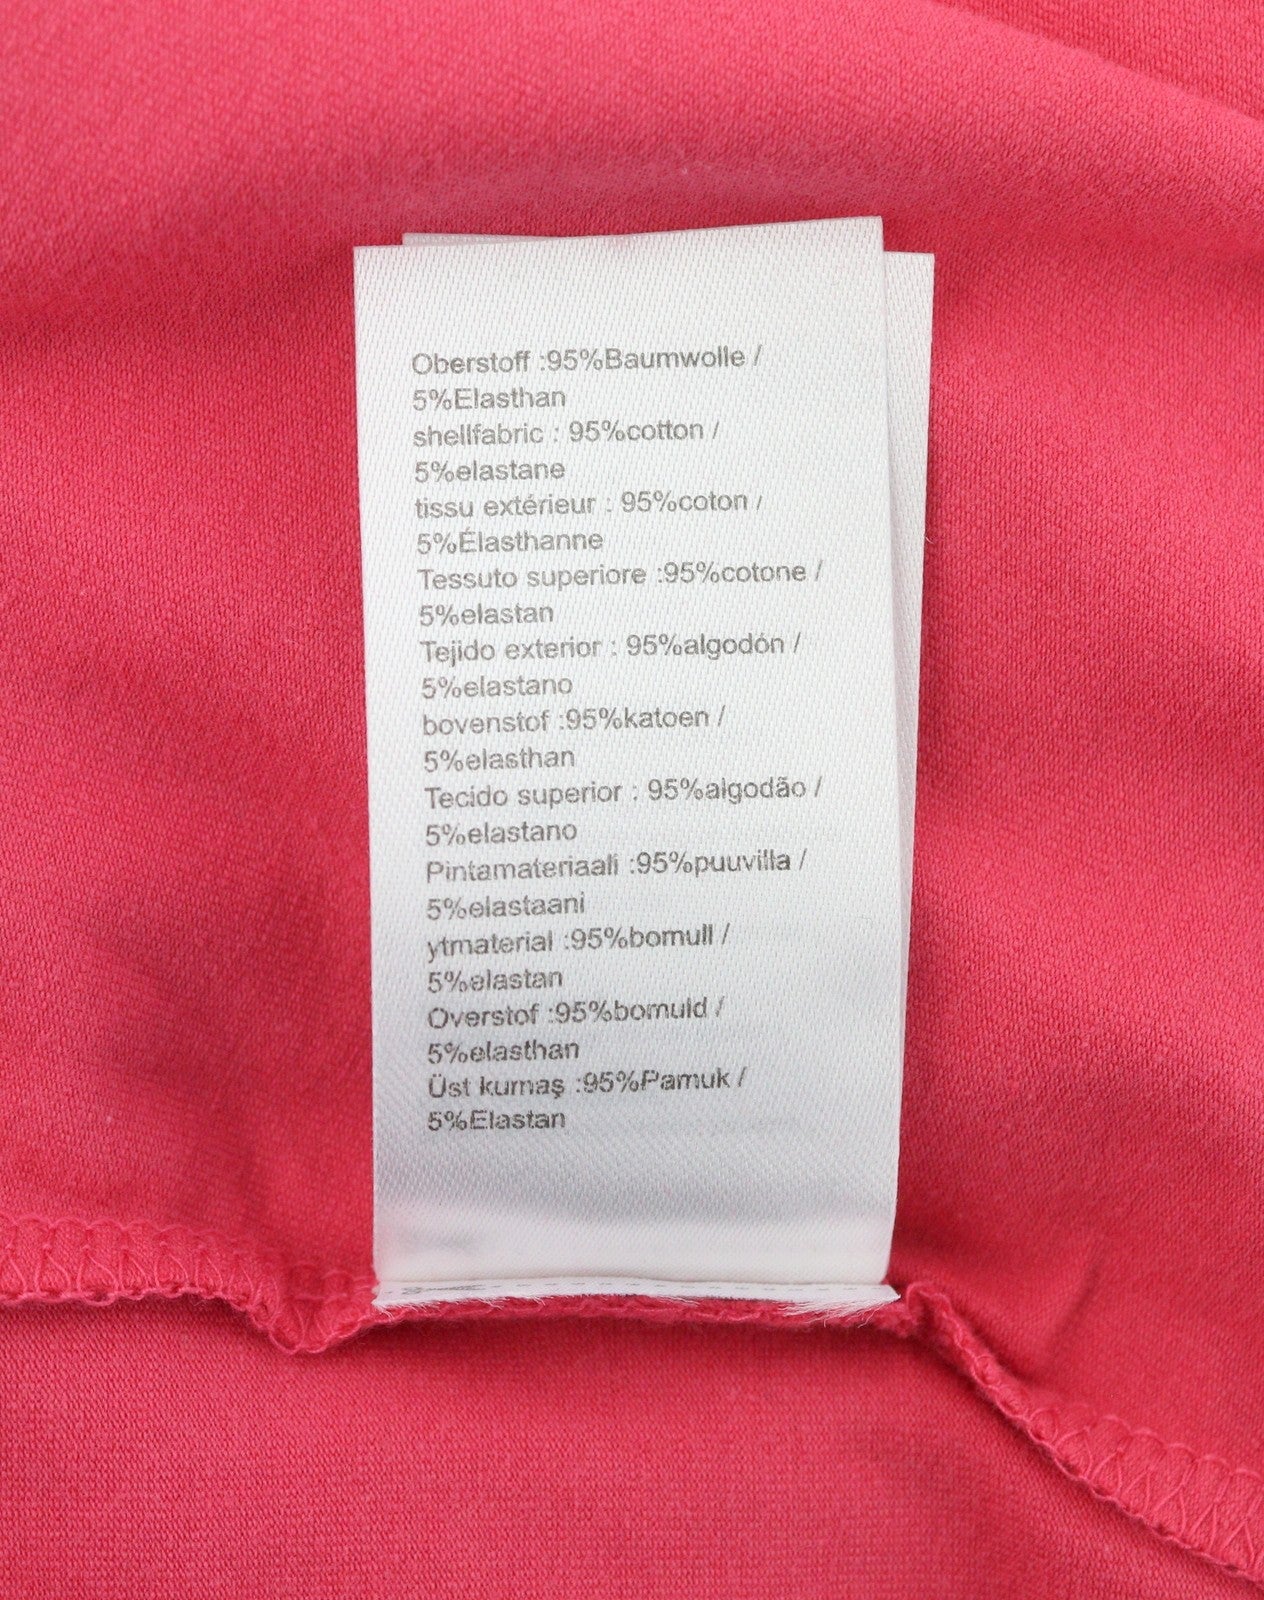 Oberstoff :95%Baumwolle /
5%Elasthan
shellfabric : 95%cotton /
5%elastane
tissu extérieur : 95%coton /
5%Élasthanne
Tessuto superiore :95%cotone /
5%elastan
Tejido exterior : 95%algodón /
5%elastano
bovenstof :95%katoen /
5%elasthan
Tecido superior : 95%algodão /
5%elastano
Pintamateriaali :95%puuvilla /
5%elastaani
ytmaterial :95%bomull /
5%elastan
Overstof :95%bomuld /
5%elasthan
Üst kumaş :95%Pamuk /
5%Elastan